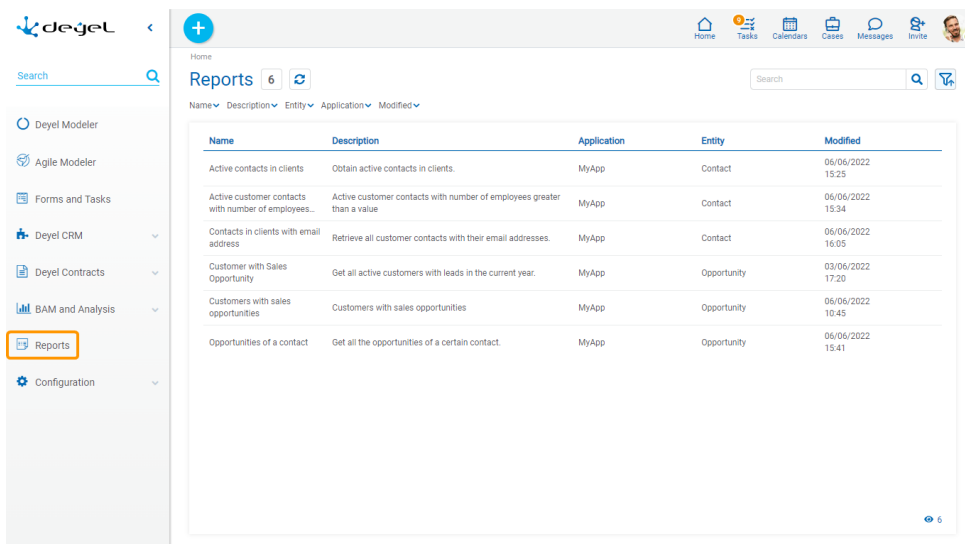 deyel
Home
Tasks
9
Calendars
Cases
Messages
Invite
Search
Deyel Modeler
Agile Modeler
Forms and Tasks
Deyel CRM
Deyel Contracts
BAM and Analysis
Reports
Configuration
Home
Reports 6
Search
Name Description Entity Application Modified
Name Description Application Entity Modified
Active contacts in clients Obtain active contacts in clients. MyApp Contact 06/06/2022
15:25
Active customer contacts Active customer contacts with number of employees greater MyApp Contact 06/06/2022
with number of employees... than a value 15:34
Contacts in clients with email Retrieve all customer contacts with their email addresses. MyApp Contact 06/06/2022
address 16:05
Customer with Sales Get all active customers with leads in the current year. MyApp Opportunity 03/06/2022
Opportunity 17:20
Customers with sales Customers with sales opportunities MyApp Opportunity 06/06/2022
opportunities 10:45
Opportunities of a contact Get all the opportunities of a certain contact. MyApp Opportunity 06/06/2022
15:41
6